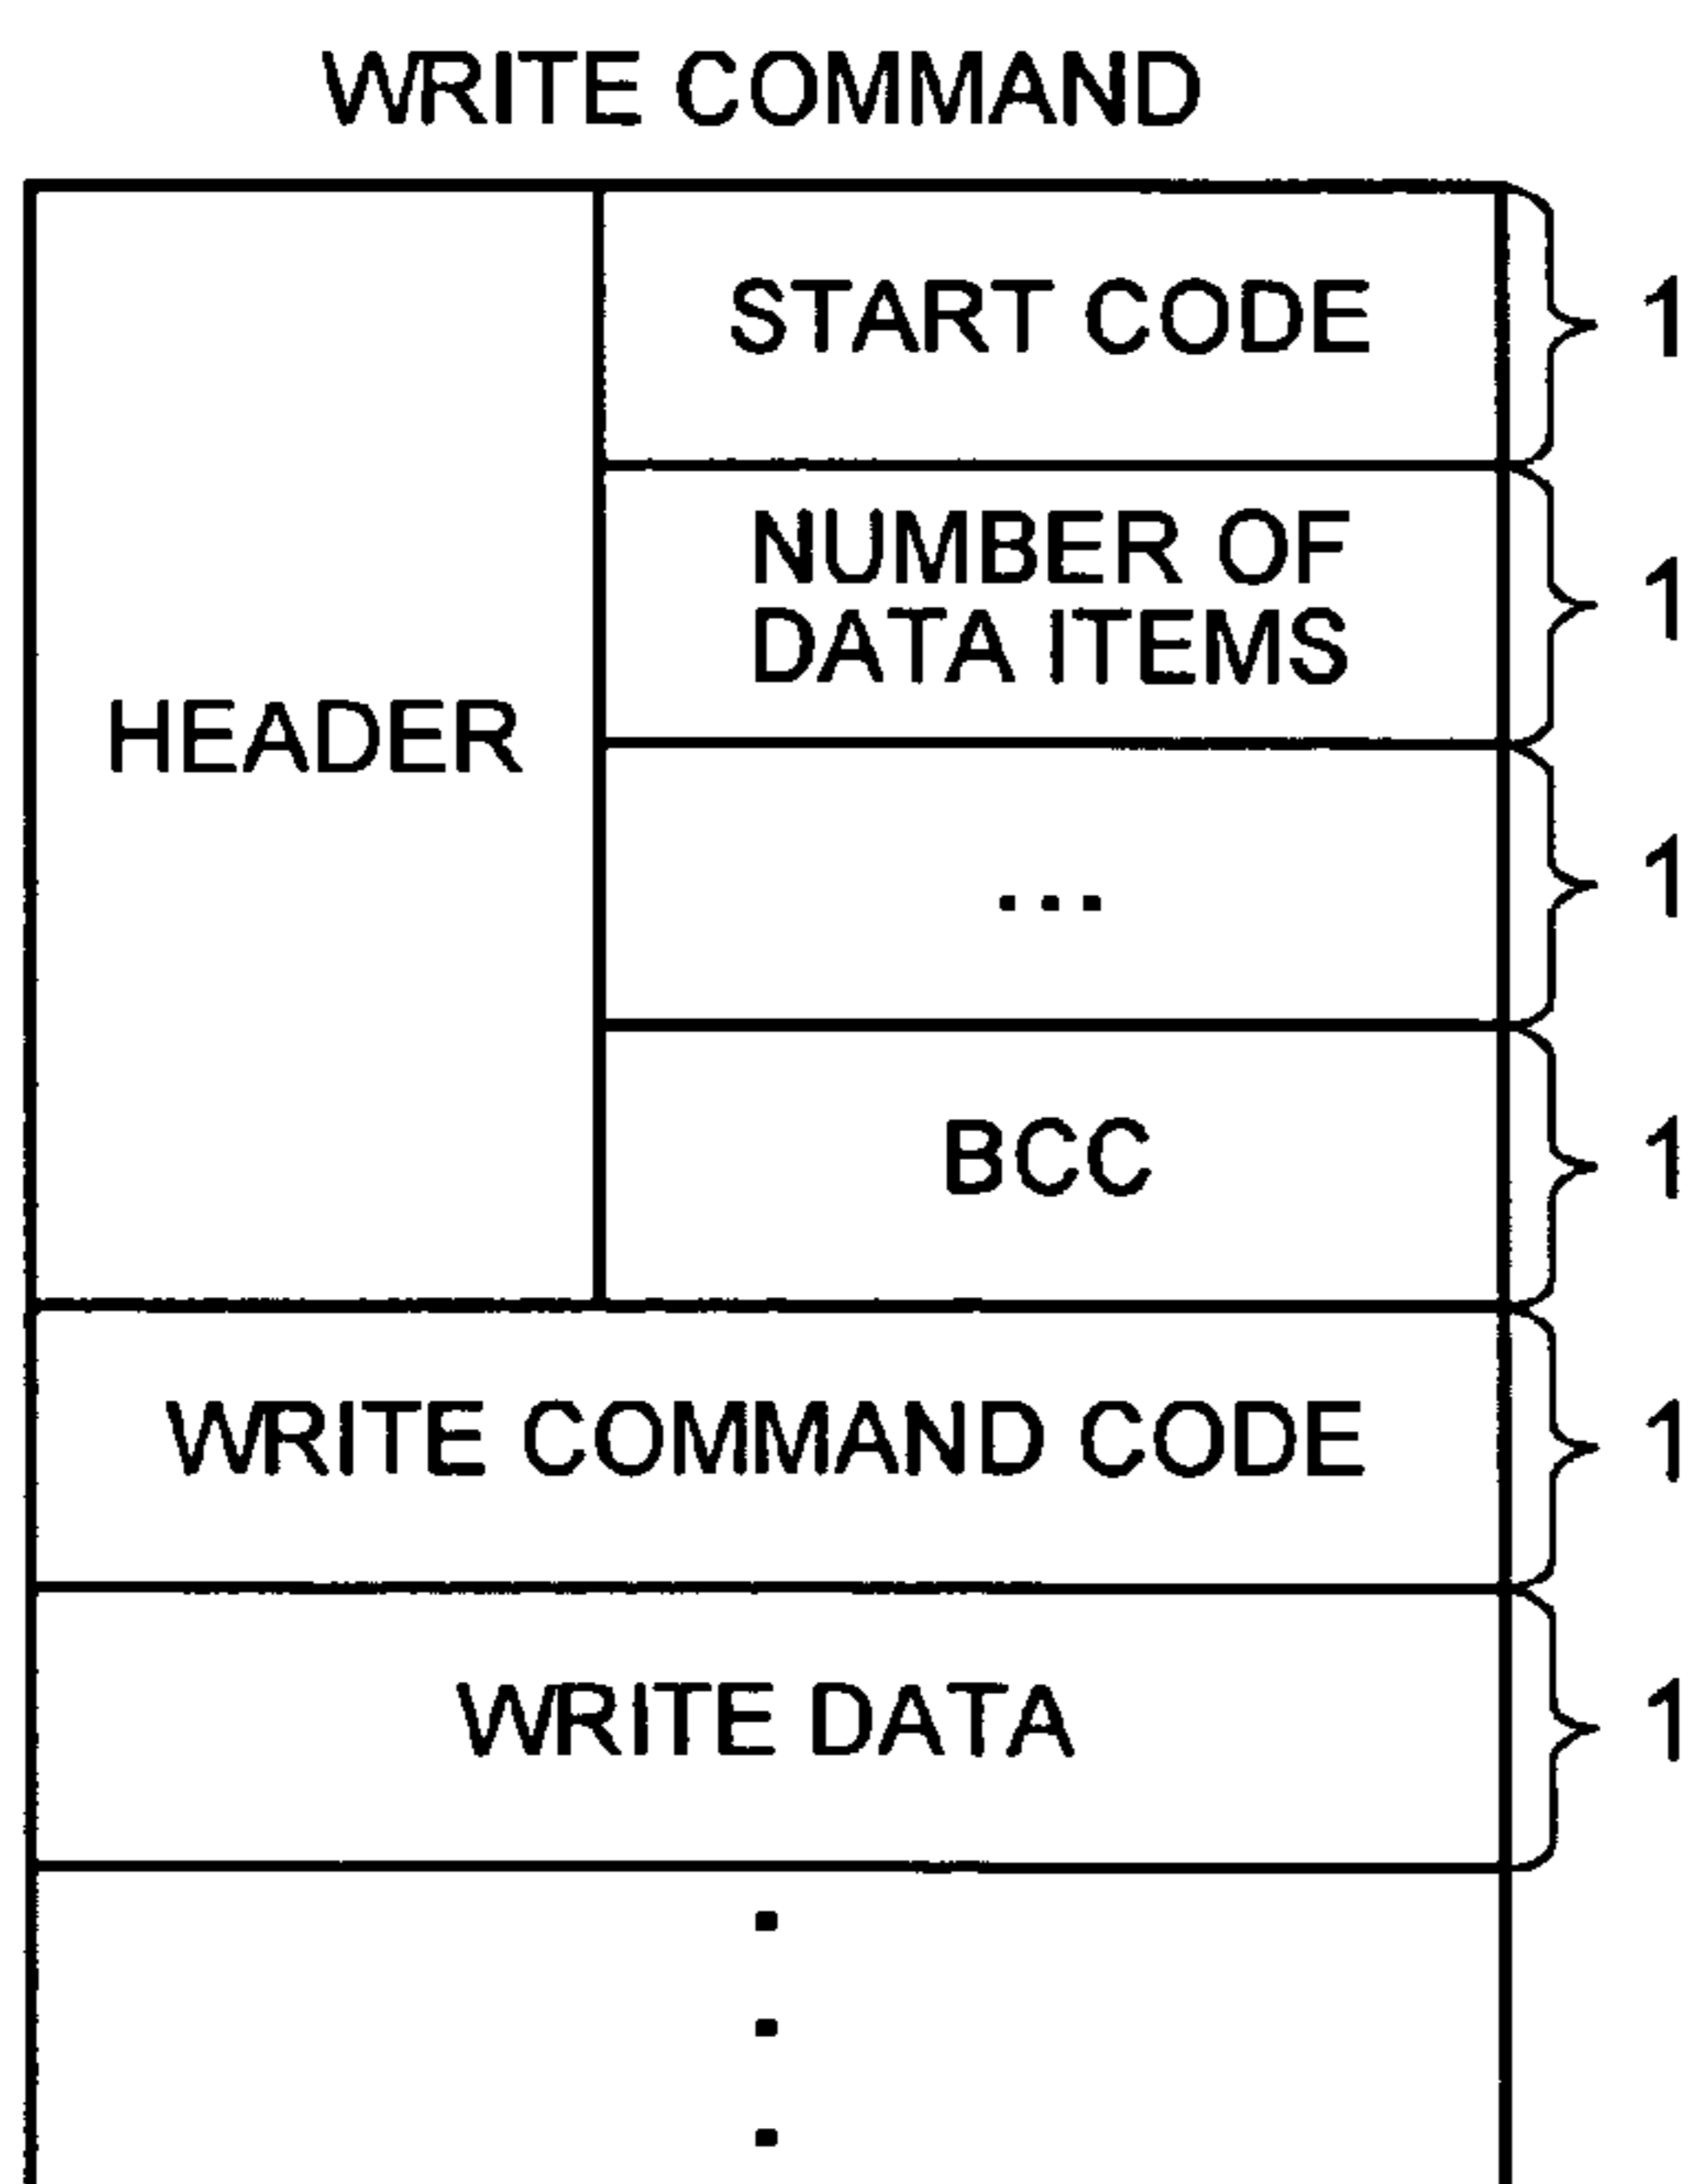 WRITE COMMAND
START CODE
1
NUMBER OF
DATA ITEMS
1
HEADER
...
1
BCC
1
WRITE COMMAND CODE
1
WRITE DATA
1
.
.
.